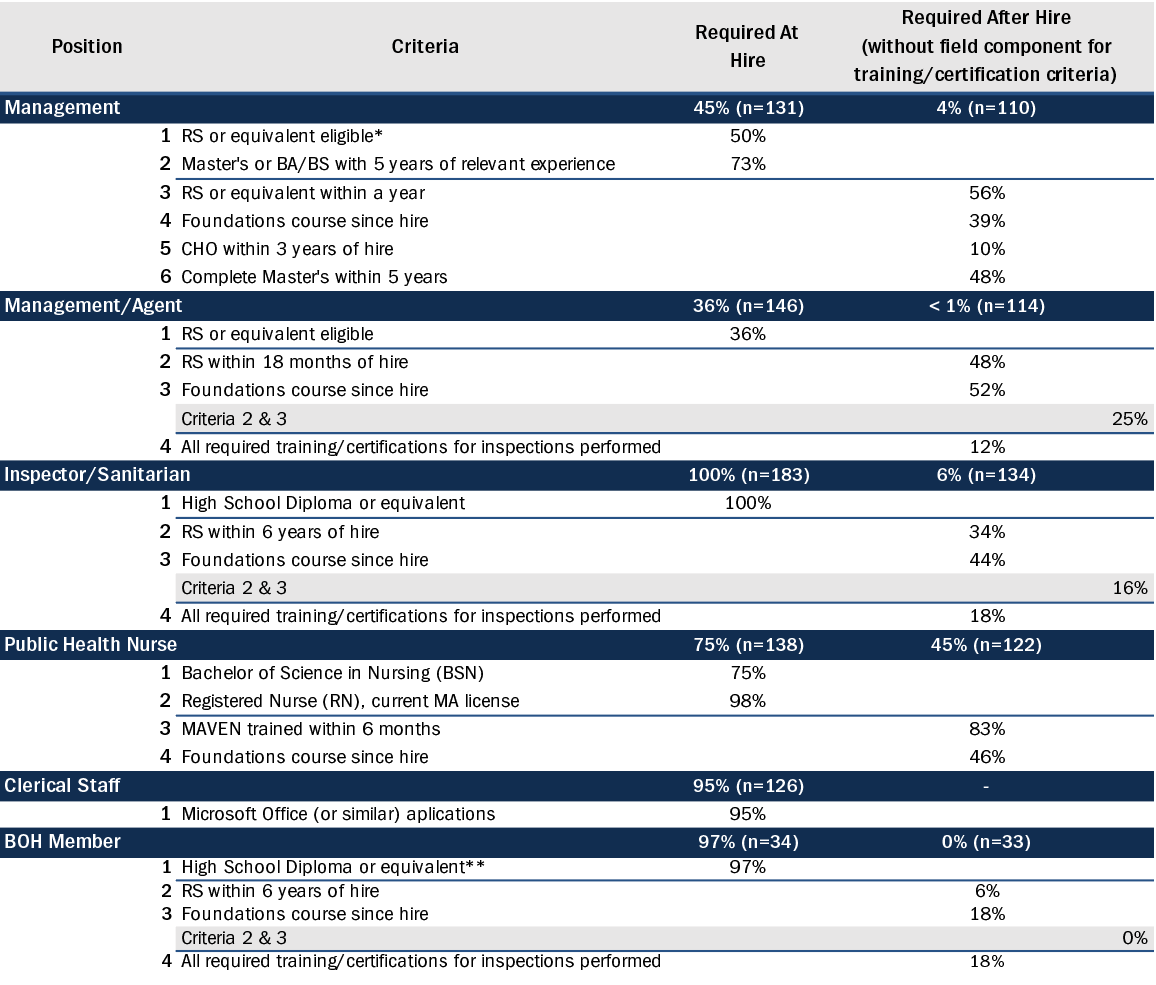 Position Criteria Required At Hire Required After Hire (without field component for training/certification criteria)
Management 45% (n=131) 4% (n=110)
1 RS or equivalent eligible* 50%
2 Master's or BA/BS with 5 years of relevant experience 73%
3 RS or equivalent within a year 56%
4 Foundations course since hire 39%
5 CHO within 3 years of hire 10%
6 Complete Master's within 5 years 48%
Management/Agent 36% (n=146) < 1% (n=114)
1 RS or equivalent eligible 36%
2 RS within 18 months of hire 48%
3 Foundations course since hire 52%
Criteria 2 & 3 25%
4 All required training/certifications for inspections performed 12%
Inspector/Sanitarian 100% (n=183) 6% (n=134)
1 High School Diploma or equivalent 100%
2 RS within 6 years of hire 34%
3 Foundations course since hire 44%
Criteria 2 & 3 16%
4 All required training/certifications for inspections performed 18%
Public Health Nurse 75% (n=138) 45% (n=122)
1 Bachelor of Science in Nursing (BSN) 75%
2 Registered Nurse (RN), current MA license 98%
3 MAVEN trained within 6 months 83%
4 Foundations course since hire 46%
Clerical Staff 95% (n=126) -
1 Microsoft Office (or similar) aplications 95%
BOH Member 97% (n=34) 0% (n=33)
1 High School Diploma or equivalent** 97%
2 RS within 6 years of hire 6%
3 Foundations course since hire 18%
Criteria 2 & 3 0%
4 All required training/certifications for inspections performed 18%